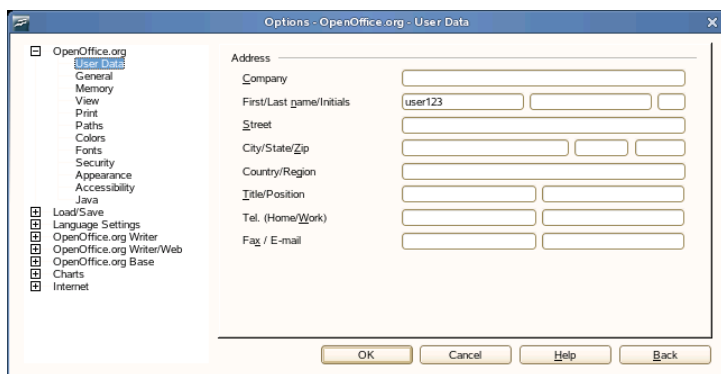 Options - OpenOffice.org - User Data
OpenOffice.org
User Data
General
Memory
View
Print
Paths
Colors
Fonts
Security
Appearance
Accessibility
Java
Load/Save
Language Settings
OpenOffice.org Writer
OpenOffice.org Writer/Web
OpenOffice.org Base
Charts
Internet
Address
Company
First/Last name/Initials user123
Street
City/State/Zip
Country/Region
Title/Position
Tel. (Home/Work)
Fax / E-mail
OK Cancel Help Back